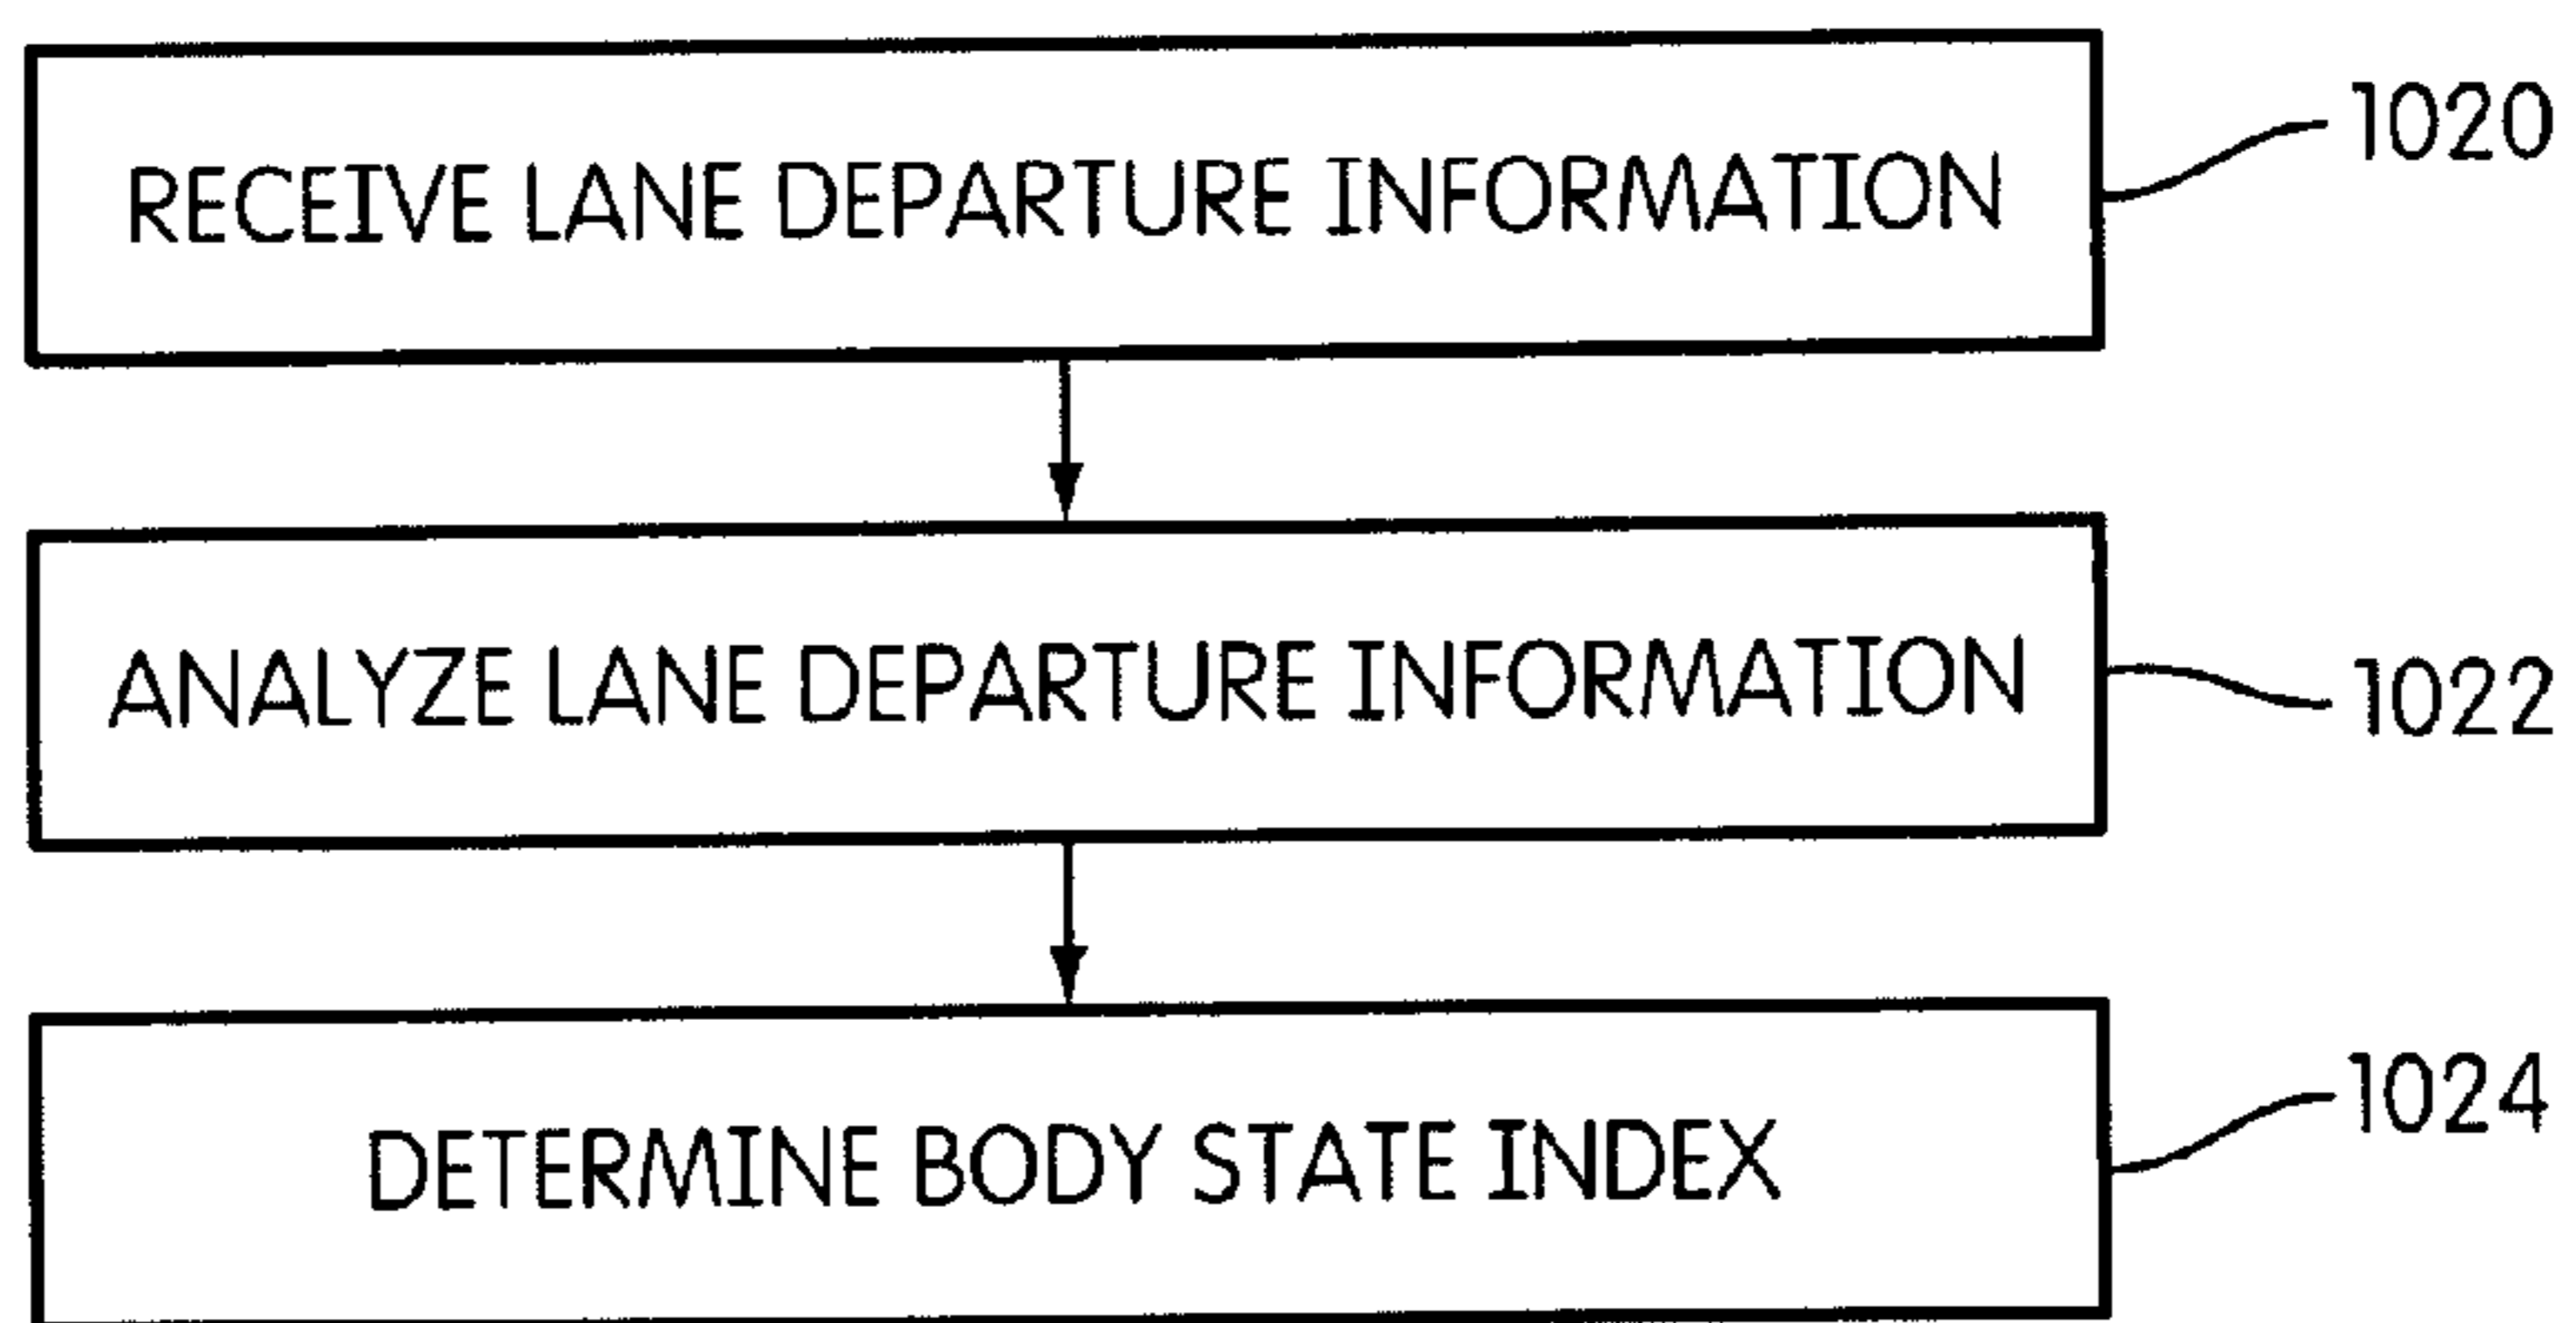 RECEIVE LANE DEPARTURE INFORMATION
1020
ANALYZE LANE DEPARTURE INFORMATION
1022
DETERMINE BODY STATE INDEX
1024